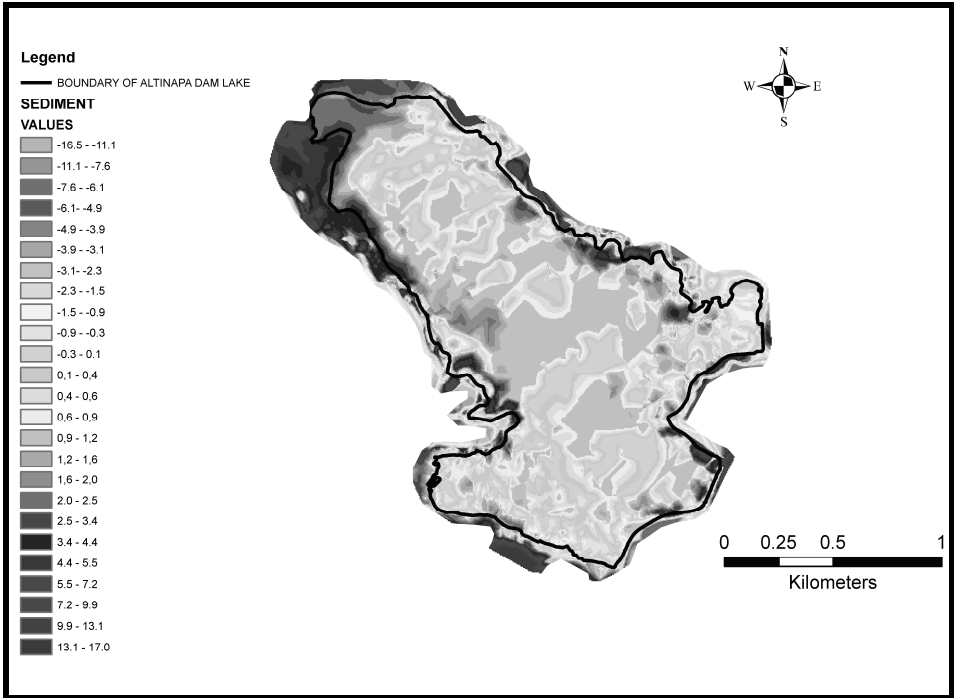 Legend
BOUNDARY OF ALTINAPA DAM LAKE
SEDIMENT
VALUES
-16.5 - -11.1
-11.1 - -7.6
-7.6 - -6.1
-6.1- -4.9
-4.9 - -3.9
-3.9 - -3.1
-3.1- -2.3
-2.3 - -1.5
-1.5 - -0.9
-0.9 - -0.3
-0.3 - 0.1
0,1 - 0,4
0,4 - 0,6
0,6 - 0,9
0,9 - 1,2
1,2 - 1,6
1,6 - 2,0
2.0 - 2.5
2.5 - 3.4
3.4 - 4.4
4.4 - 5.5
5.5 - 7.2
7.2 - 9.9
9.9 - 13.1
13.1 - 17.0
N
W E
S
0 0.25 0.5 1
Kilometers